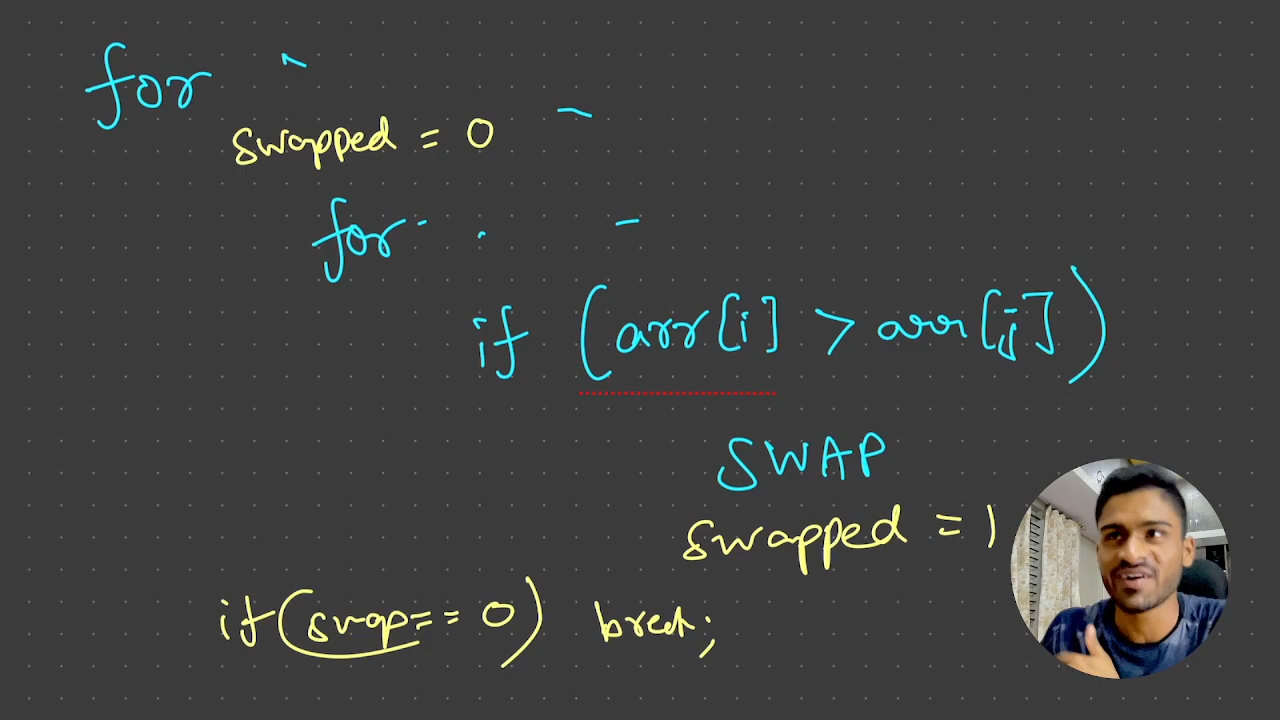 for
swapped = 0
for
if (arr[i] > arr[j])
SWAP
swapped = 1
if (swap == 0) break;